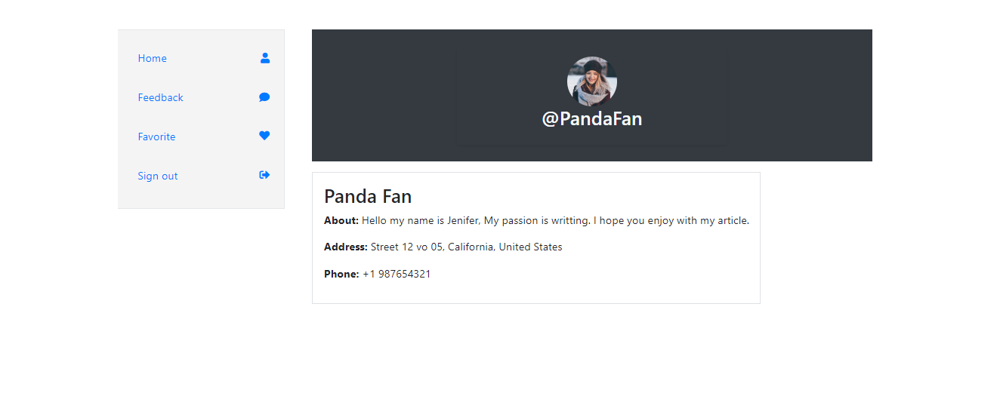 Home
Feedback
Favorite
Sign out
@PandaFan
Panda Fan
About: Hello my name is Jenifer, My passion is writting. I hope you enjoy with my article.
Address: Street 12 vo 05, California, United States
Phone: +1 987654321